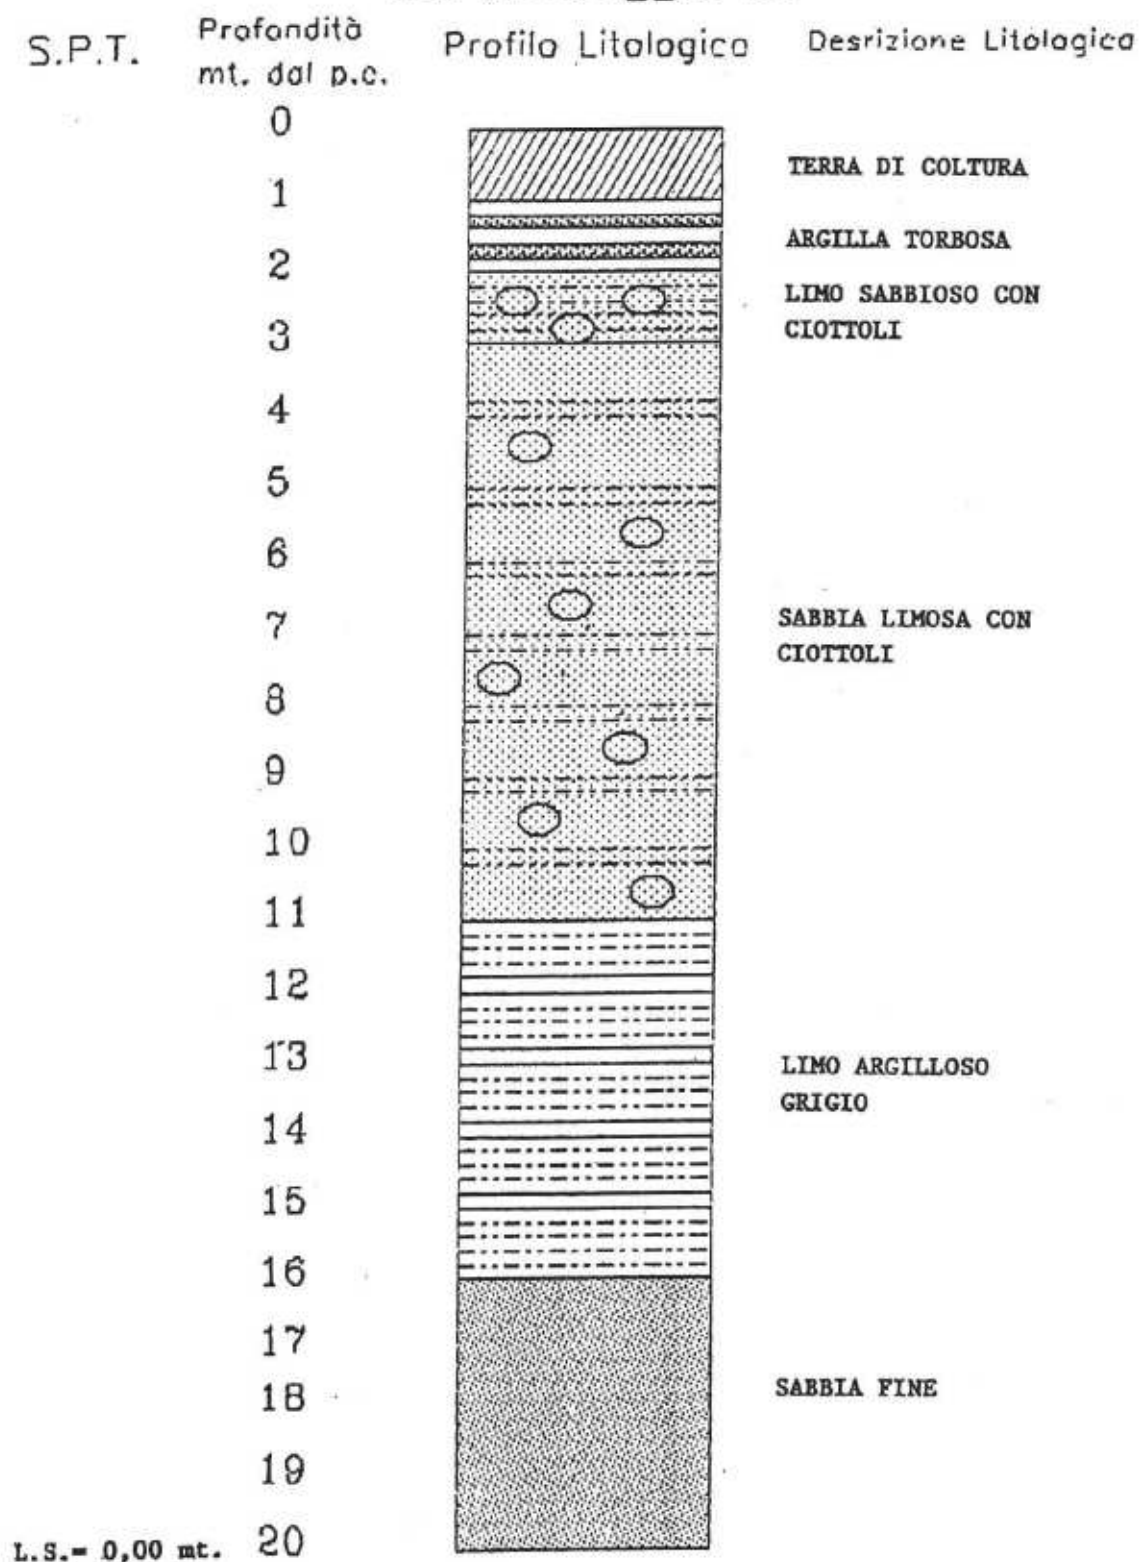 S.P.T.
Profondità
mt. dal p.c.
Profilo Litologico
Desrizione Litologica
0
1
2
3
4
5
6
7
8
9
10
11
12
13
14
15
16
17
18
19
20
TERRA DI COLTURA
ARGILLA TORBOSA
LIMO SABBIOSO CON
CIOTTOLI
SABBIA LIMOSA CON
CIOTTOLI
LIMO ARGILLOSO
GRIGIO
SABBIA FINE
L.S.= 0,00 mt.